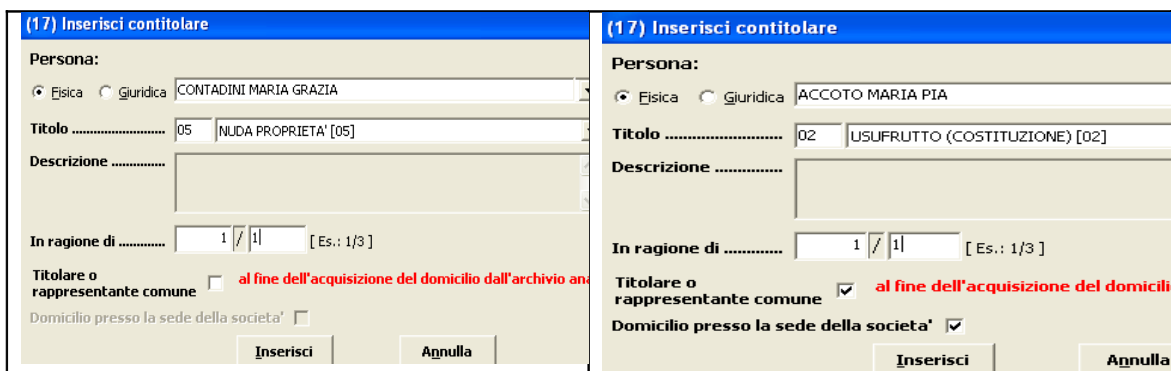 (17) Inserisci contitolare
Persona:
Fisica Giuridica CONTADINI MARIA GRAZIA
Titolo .......................... 05 NUDA PROPRIETA' [05]
Descrizione ..............
In ragione di ............. 1 / 1 [ Es.: 1/3 ]
Titolare o
rappresentante comune al fine dell'acquisizione del domicilio dall'archivio ana
Domicilio presso la sede della societa'
Inserisci Annulla
(17) Inserisci contitolare
Persona:
Fisica Giuridica ACCOTO MARIA PIA
Titolo .......................... 02 USUFRUTTO (COSTITUZIONE) [02]
Descrizione ..............
In ragione di ............. 1 / 1 [ Es.: 1/3 ]
Titolare o
rappresentante comune al fine dell'acquisizione del domicili
Domicilio presso la sede della societa'
Inserisci Annulla